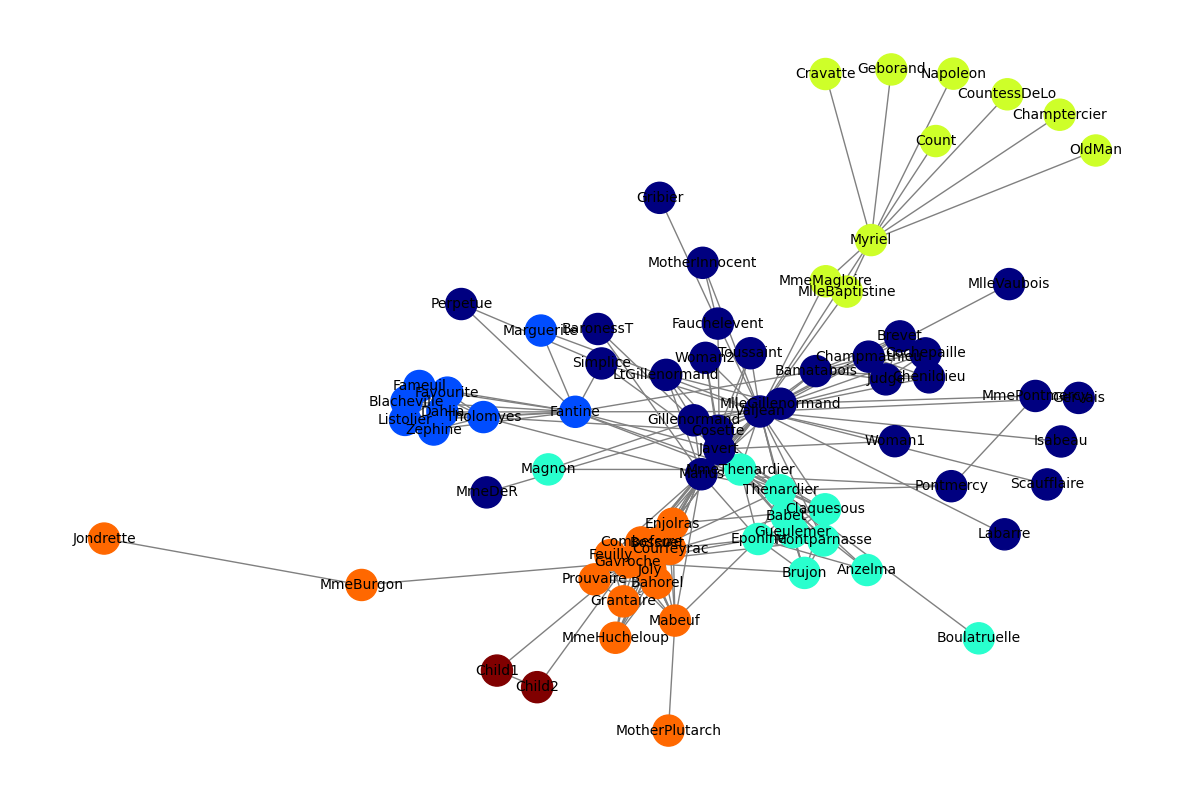 Cravatte
Geborand
Napoleon
CountessDeLo
Champtercier
Count
OldMan
Gribier
Myriel
MotherInnocent
MmeMagloire
MlleBaptistine
MlleVaubois
Perpetue
Fauchelevent
Marguerite
BaronessT
Brevet
Woman2
Toussaint
Champmathieu
Cochepaille
Simplice
LtGillenormand
Bamatabois
Judge
Chenildieu
Fameuil
Favourite
Blacheville
Dahlia
Listolier
Zephine
Tholomyes
Fantine
MlleGillenormand
Valjean
MmePontmercy
Gervais
Gillenormand
Cosette
Javert
Woman1
Isabeau
Magnon
Marius
MmeThenardier
MmeDeR
Thenardier
Pontmercy
Scaufflaire
Claquesous
Babet
Enjolras
Gueulemer
Labarre
Jondrette
Combeferre
Bossuet
Courfeyrac
Eponine
Montparnasse
Feuilly
Gavroche
Joly
Anzelma
Brujon
MmeBurgon
Prouvaire
Bahorel
Grantaire
Mabeuf
MmeHucheloup
Boulatruelle
Child1
Child2
MotherPlutarch